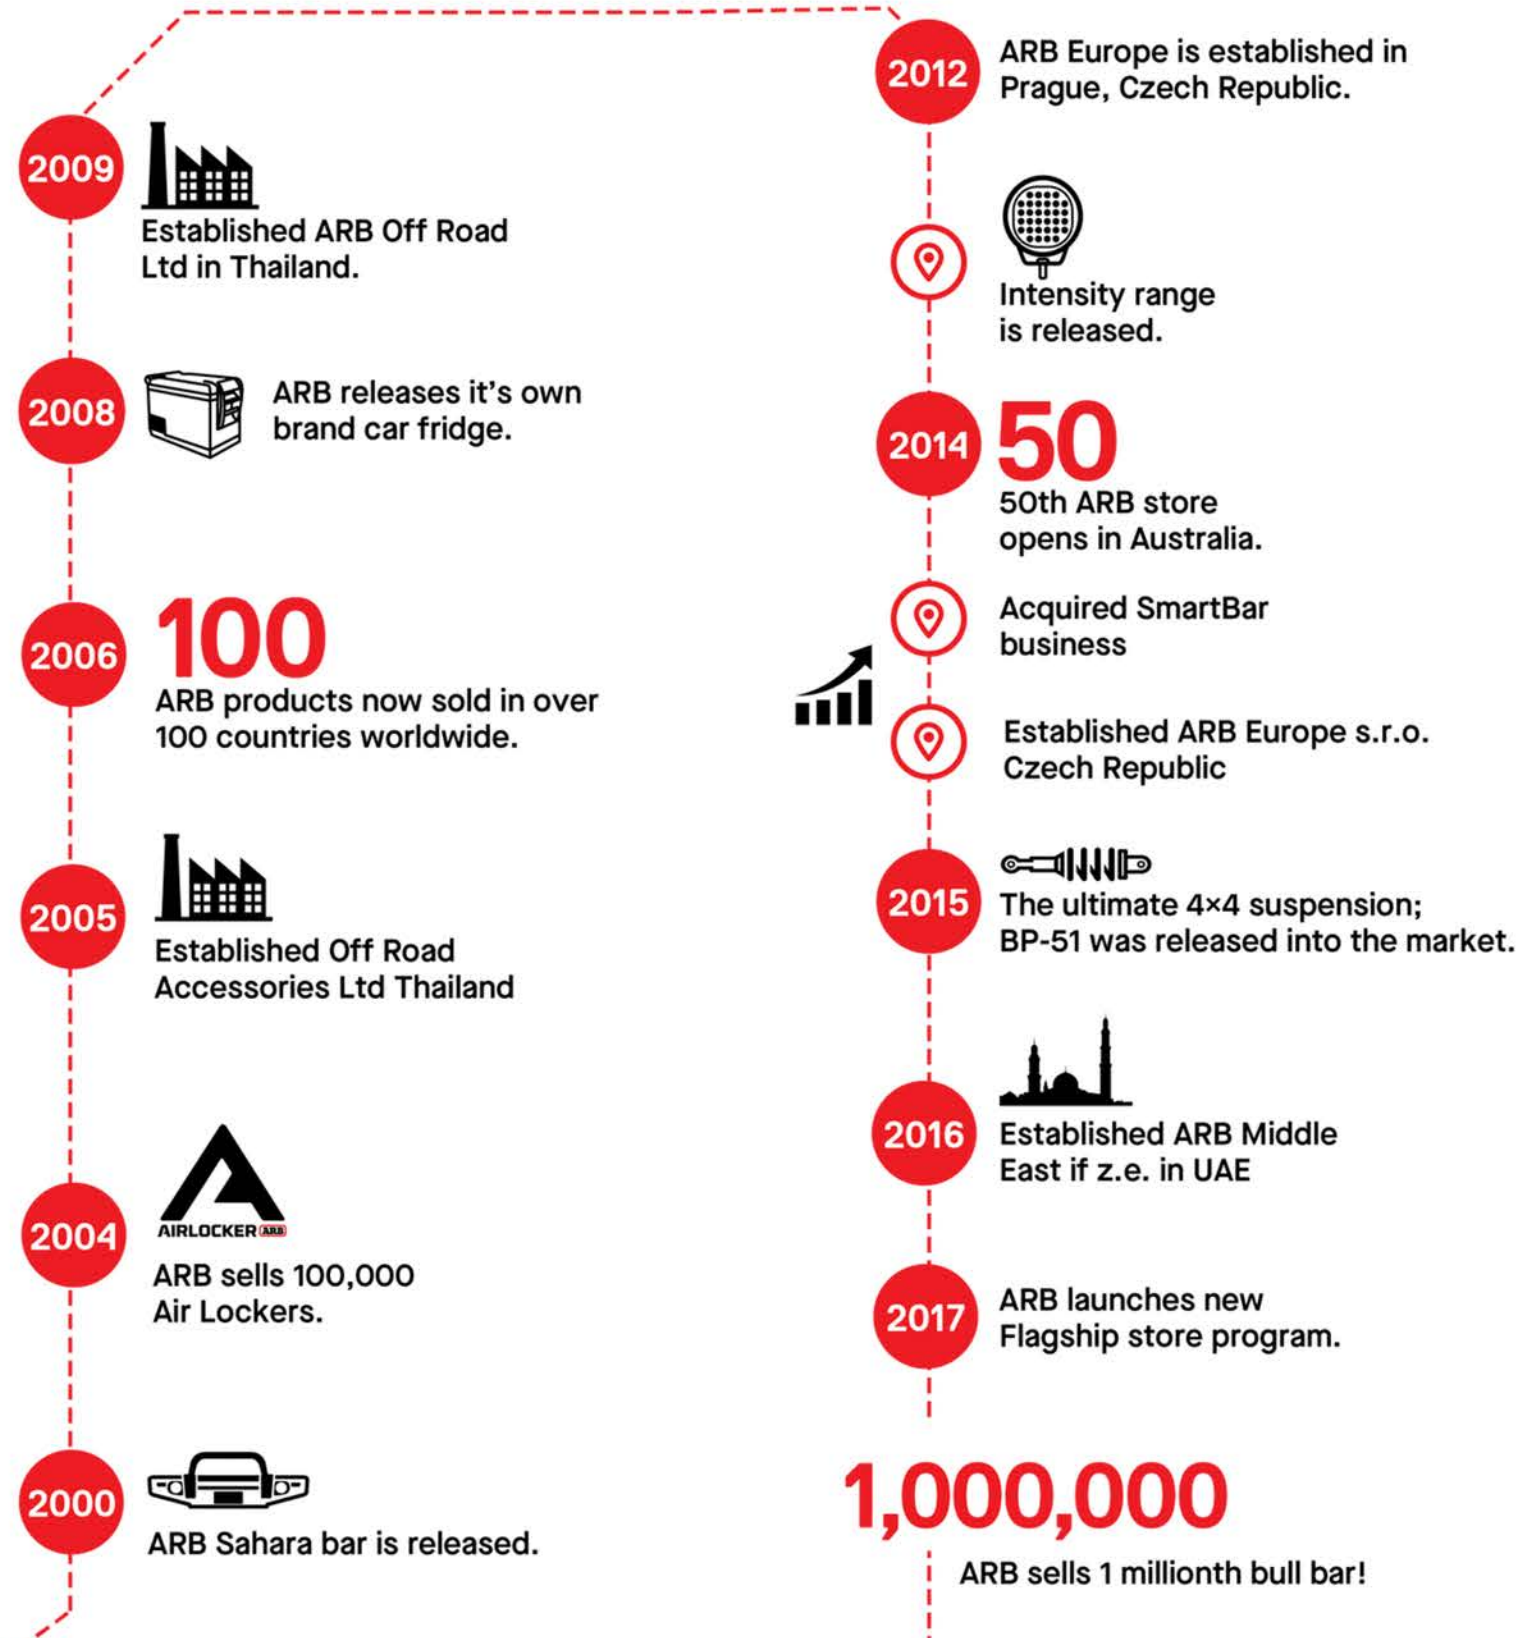 2009
Established ARB Off Road
Ltd in Thailand.
2008
ARB releases it's own
brand car fridge.
2006
100
ARB products now sold in over
100 countries worldwide.
2005
Established Off Road
Accessories Ltd Thailand
2004
AIRLOCKER ARB
ARB sells 100,000
Air Lockers.
2000
ARB Sahara bar is released.
2012
ARB Europe is established in
Prague, Czech Republic.
Intensity range
is released.
2014
50
50th ARB store
opens in Australia.
Acquired SmartBar
business
Established ARB Europe s.r.o.
Czech Republic
2015
The ultimate 4×4 suspension;
BP-51 was released into the market.
2016
Established ARB Middle
East if z.e. in UAE
2017
ARB launches new
Flagship store program.
1,000,000
ARB sells 1 millionth bull bar!